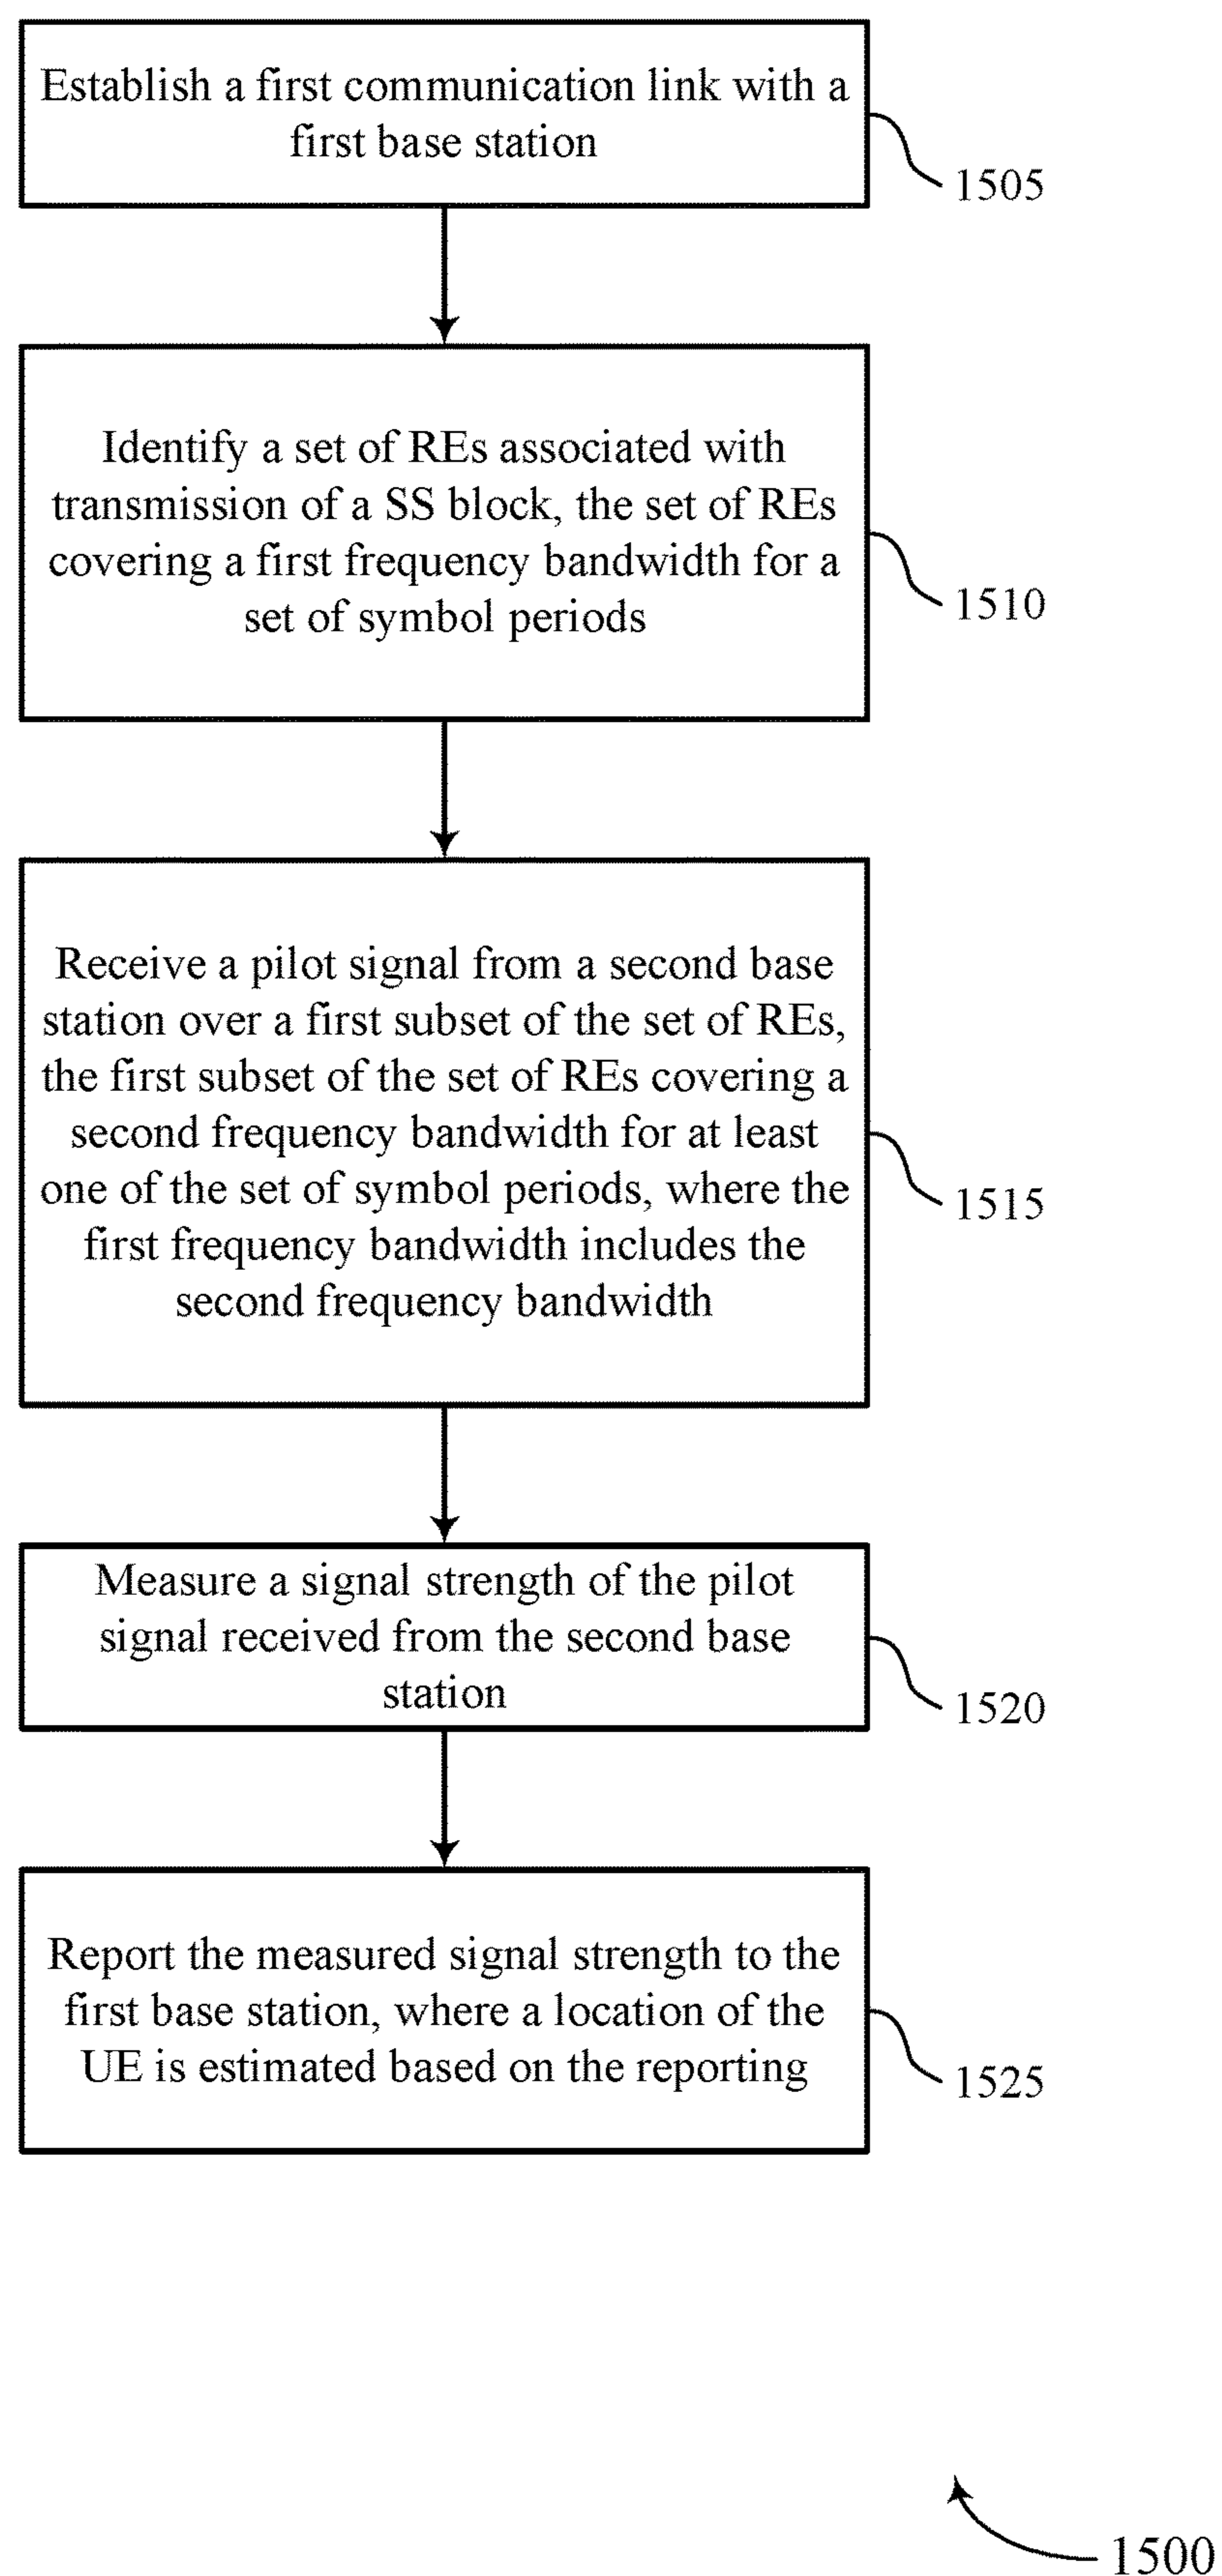 Establish a first communication link with a
first base station
1505
Identify a set of REs associated with
transmission of a SS block, the set of REs
covering a first frequency bandwidth for a
set of symbol periods
1510
Receive a pilot signal from a second base
station over a first subset of the set of REs,
the first subset of the set of REs covering a
second frequency bandwidth for at least
one of the set of symbol periods, where the
first frequency bandwidth includes the
second frequency bandwidth
1515
Measure a signal strength of the pilot
signal received from the second base
station
1520
Report the measured signal strength to the
first base station, where a location of the
UE is estimated based on the reporting
1525
1500